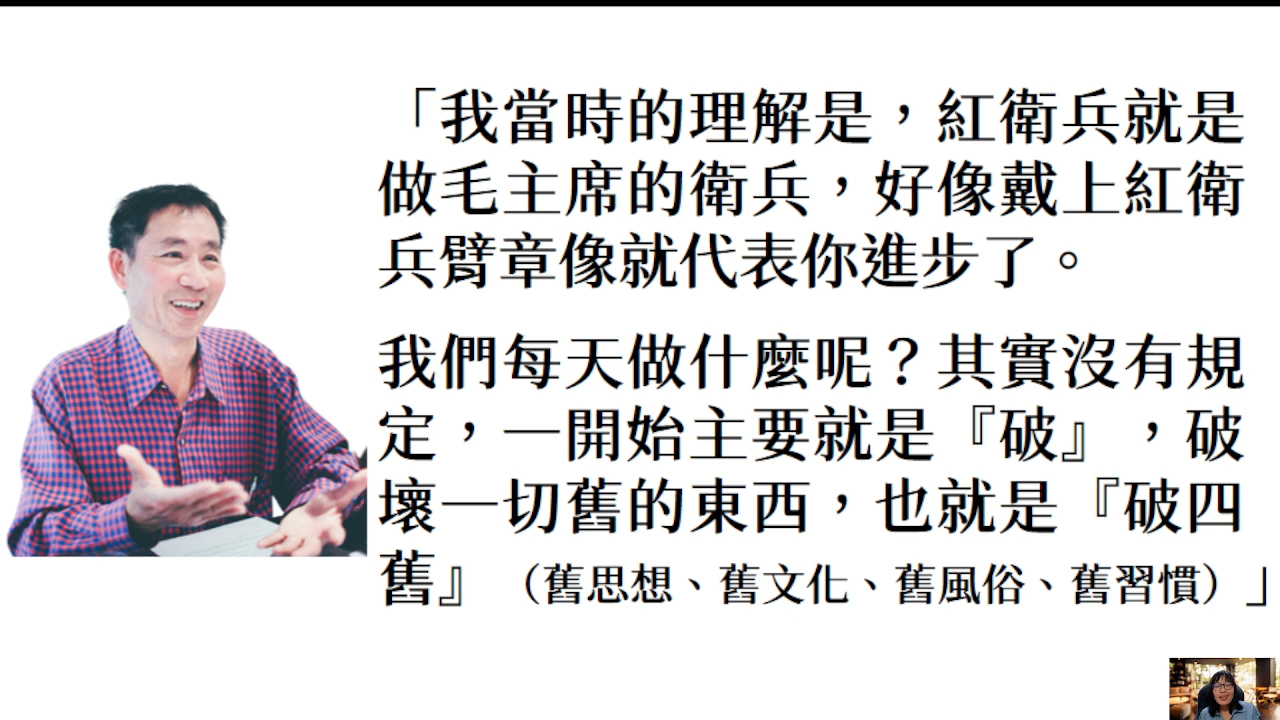 「我當時的理解是，紅衛兵就是
做毛主席的衛兵，好像戴上紅衛
兵臂章像就代表你進步了。
我們每天做什麼呢？其實沒有規
定，一開始主要就是『破』，破
壞一切舊的東西，也就是『破四
舊』（舊思想、舊文化、舊風俗、舊習慣）」